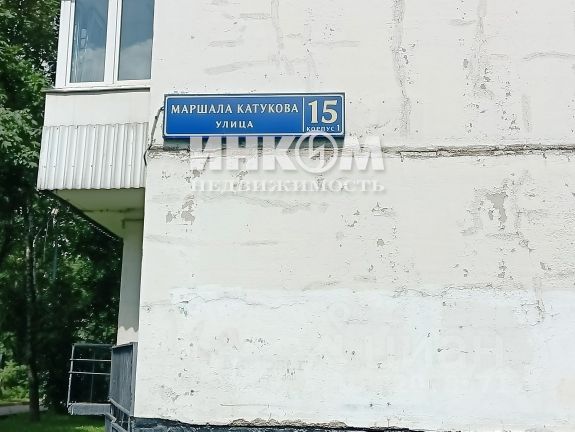 МАРШАЛА КАТУКОВА
УЛИЦА
15
корпус 1
ИНКОМ
НЕДВИЖИМОСТЬ